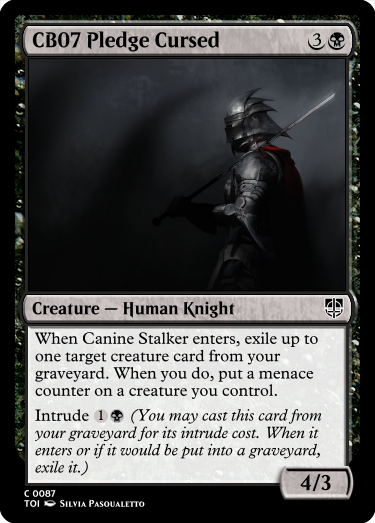 CB07 Pledge Cursed 3
Creature — Human Knight
When Canine Stalker enters, exile up to
one target creature card from your
graveyard. When you do, put a menace
counter on a creature you control.
Intrude 1 (You may cast this card from
your graveyard for its intrude cost. When it
enters or if it would be put into a graveyard,
exile it.)
4/3
C 0087
TOI Silvia Pasqualetto